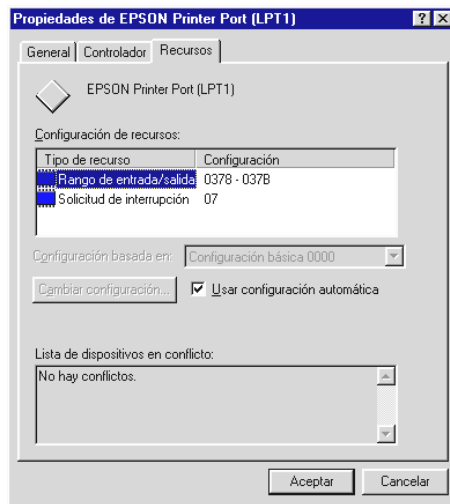 Propiedades de EPSON Printer Port (LPT1)
General Controlador Recursos
EPSON Printer Port (LPT1)
Configuración de recursos:
Tipo de recurso Configuración
Rango de entrada/salida 0378 - 037B
Solicitud de interrupción 07
Configuración basada en: Configuración básica 0000
Cambiar configuración... Usar configuración automática
Lista de dispositivos en conflicto:
No hay conflictos.
Aceptar Cancelar